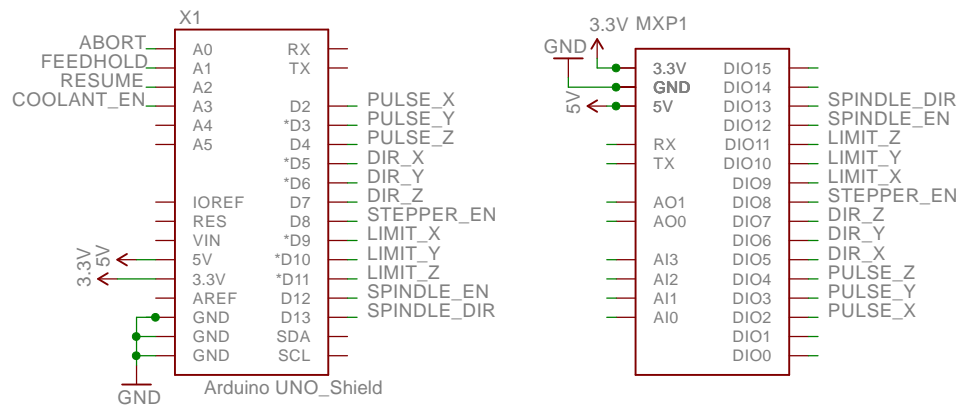 X1
ABORT A0 RX
FEEDHOLD A1 TX
RESUME A2
COOLANT_EN A3 D2 PULSE_X
A4 *D3 PULSE_Y
A5 D4 PULSE_Z
*D5 DIR_X
*D6 DIR_Y
IOREF D7 DIR_Z
RES D8 STEPPER_EN
VIN *D9 LIMIT_X
5V 5V *D10 LIMIT_Y
3.3V 3.3V *D11 LIMIT_Z
AREF D12 SPINDLE_EN
GND D13 SPINDLE_DIR
GND SDA
GND SCL
GND
Arduino UNO_Shield
3.3V MXP1
GND
3.3V DIO15
GND DIO14
5V 5V DIO13 SPINDLE_DIR
DIO12 SPINDLE_EN
RX DIO11 LIMIT_Z
TX DIO10 LIMIT_Y
DIO9 LIMIT_X
AO1 DIO8 STEPPER_EN
AO0 DIO7 DIR_Z
DIO6 DIR_Y
AI3 DIO5 DIR_X
AI2 DIO4 PULSE_Z
AI1 DIO3 PULSE_Y
AI0 DIO2 PULSE_X
DIO1
DIO0